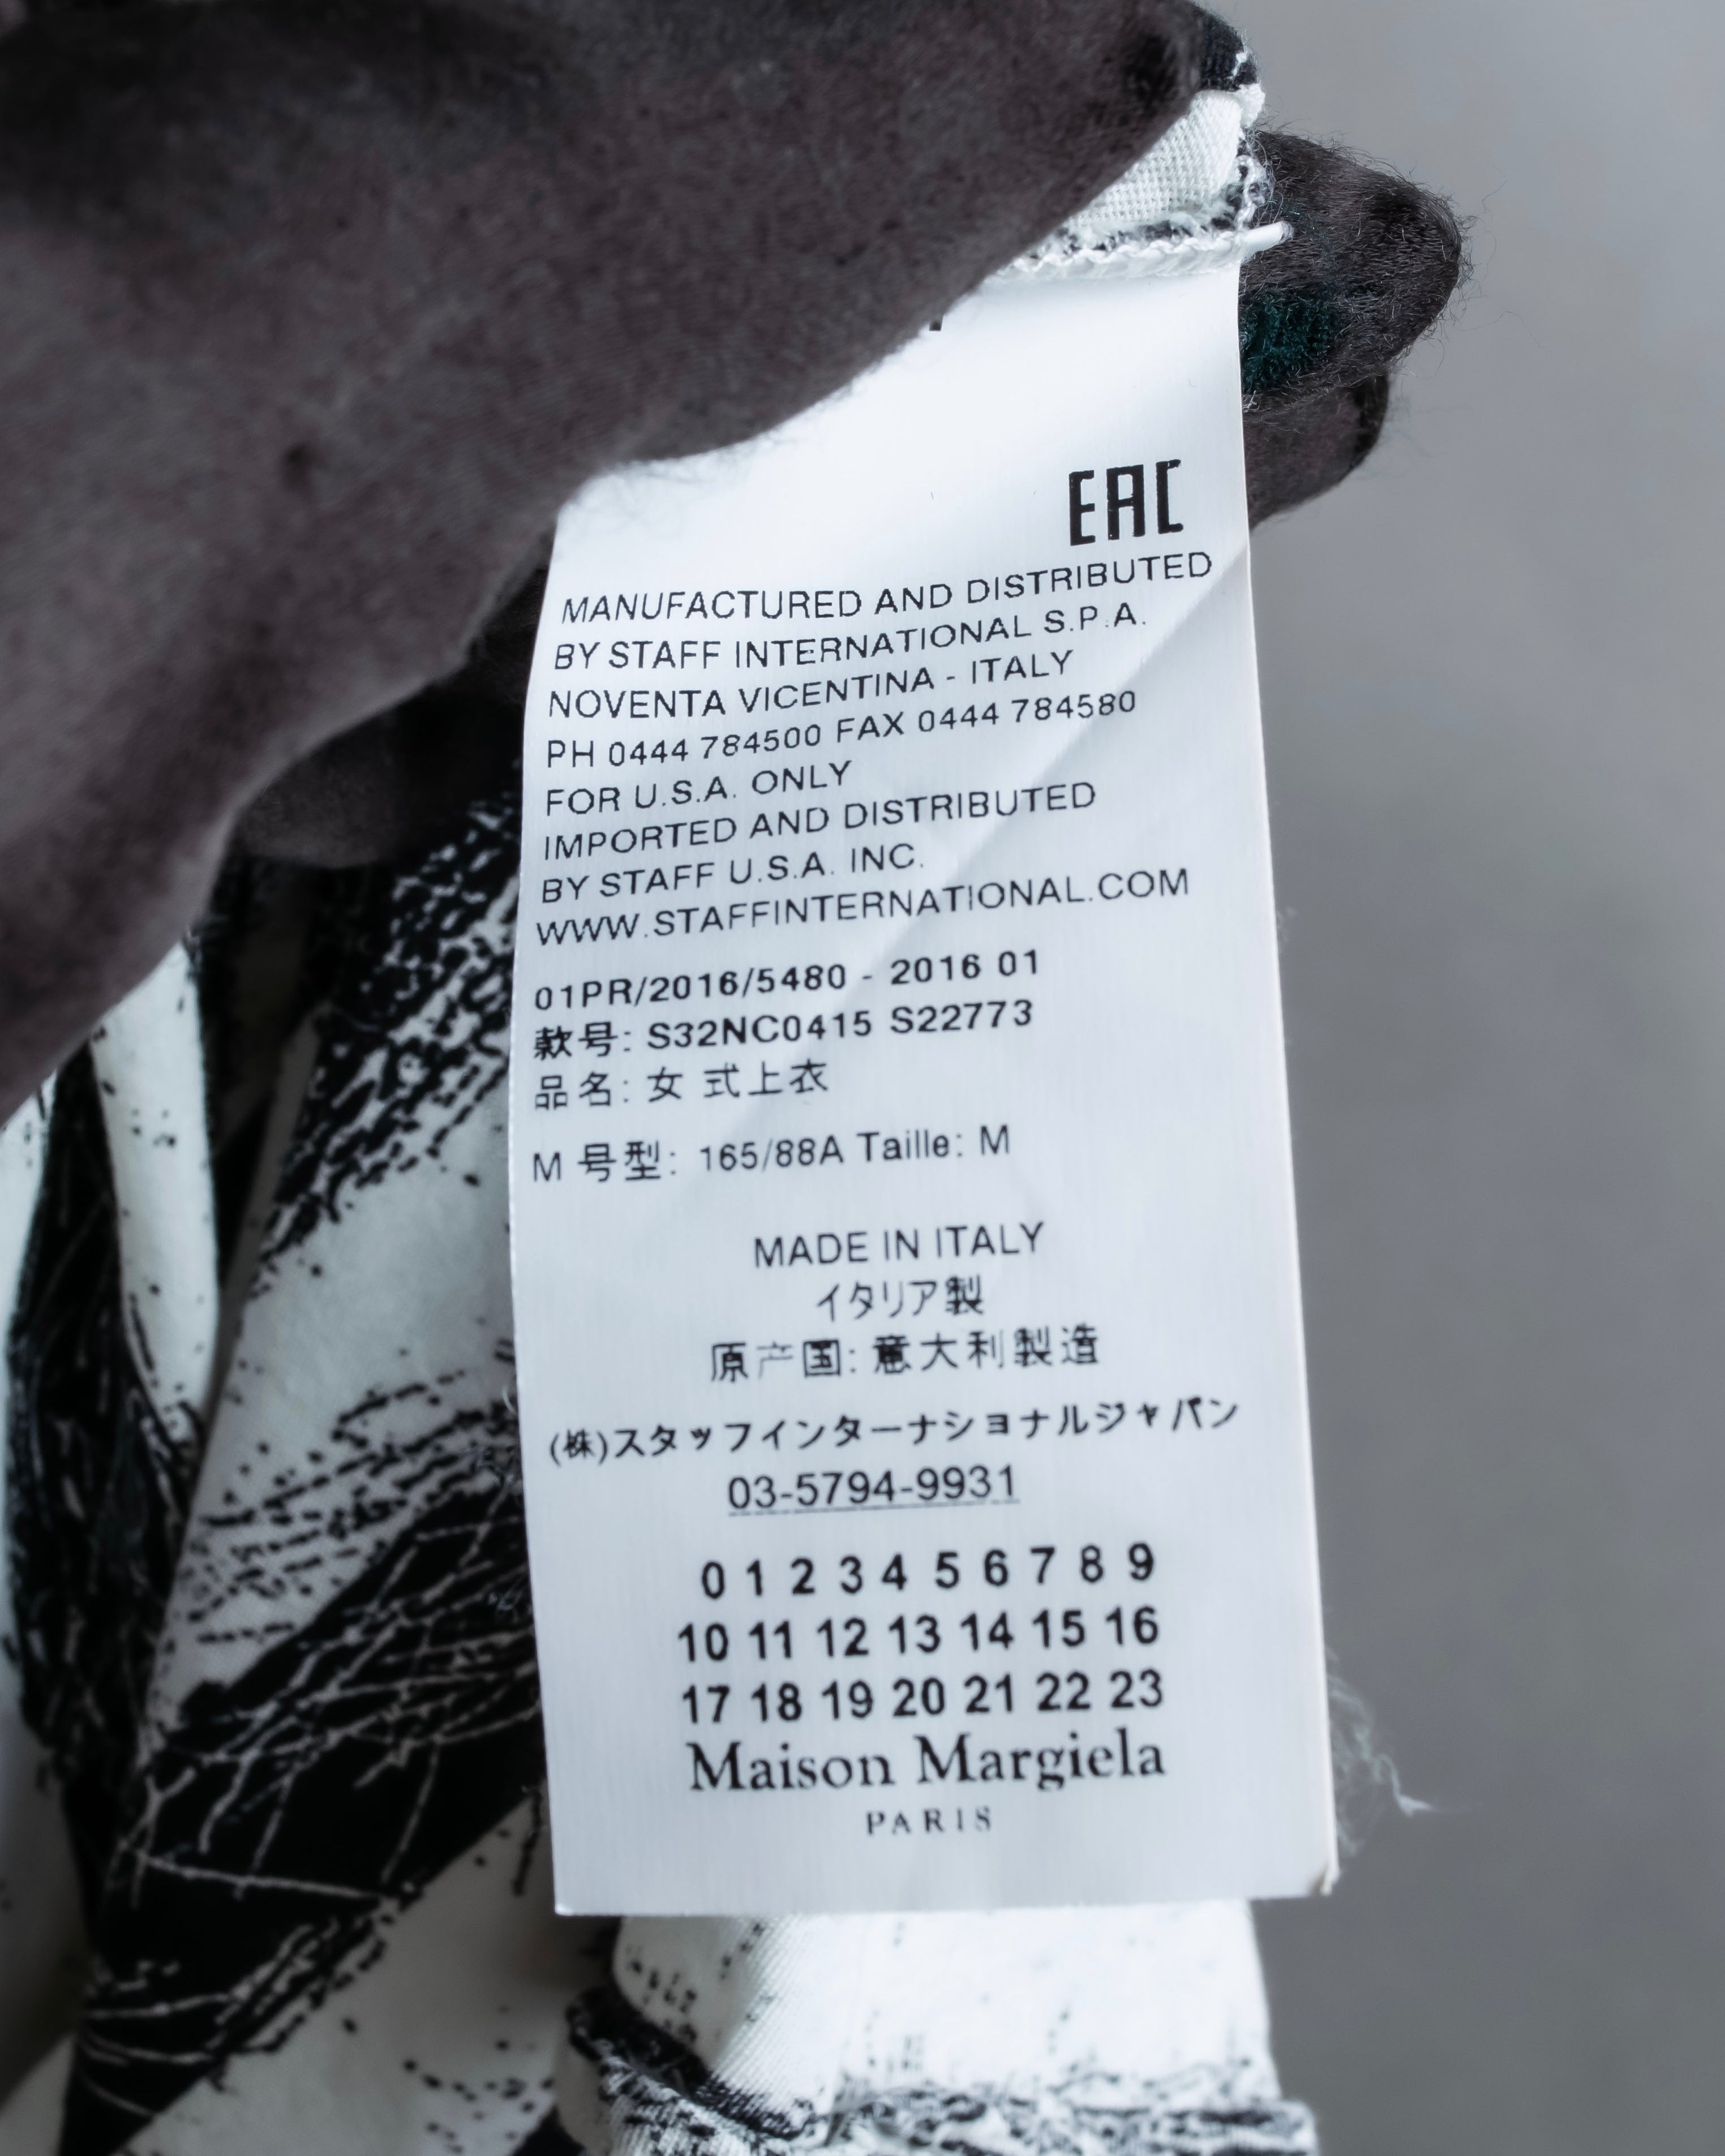 EAC
MANUFACTURED AND DISTRIBUTED
BY STAFF INTERNATIONAL S.P.A.
NOVENTA VICENTINA - ITALY
PH 0444 784500 FAX 0444 784580
FOR U.S.A. ONLY
IMPORTED AND DISTRIBUTED
BY STAFF U.S.A. INC.
WWW.STAFFINTERNATIONAL.COM
01PR/2016/5480 - 2016 01
款号: S32NC0415 S22773
品名: 女 式上衣
M 号型: 165/88A Taille: M
MADE IN ITALY
イタリア製
原产国: 意大利製造
(株)スタッフインターナショナルジャパン
03-5794-9931
0 1 2 3 4 5 6 7 8 9
10 11 12 13 14 15 16
17 18 19 20 21 22 23
Maison Margiela
PARIS